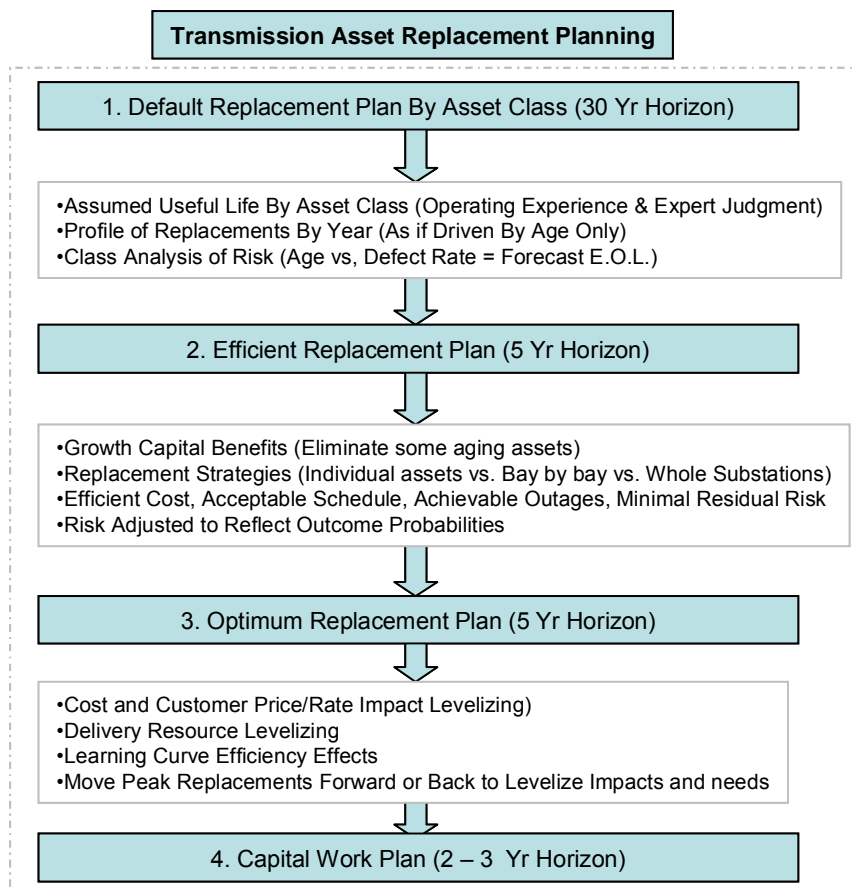 Transmission Asset Replacement Planning
1. Default Replacement Plan By Asset Class (30 Yr Horizon)
•Assumed Useful Life By Asset Class (Operating Experience & Expert Judgment)
•Profile of Replacements By Year (As if Driven By Age Only)
•Class Analysis of Risk (Age vs, Defect Rate = Forecast E.O.L.)
2. Efficient Replacement Plan (5 Yr Horizon)
•Growth Capital Benefits (Eliminate some aging assets)
•Replacement Strategies (Individual assets vs. Bay by bay vs. Whole Substations)
•Efficient Cost, Acceptable Schedule, Achievable Outages, Minimal Residual Risk
•Risk Adjusted to Reflect Outcome Probabilities
3. Optimum Replacement Plan (5 Yr Horizon)
•Cost and Customer Price/Rate Impact Levelizing)
•Delivery Resource Levelizing
•Learning Curve Efficiency Effects
•Move Peak Replacements Forward or Back to Levelize Impacts and needs
4. Capital Work Plan (2 – 3  Yr Horizon)